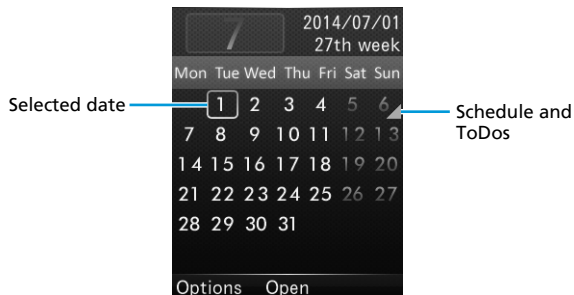 7
2014/07/01
27th week
Mon Tue Wed Thu Fri Sat Sun
1 2 3 4 5 6
7 8 9 10 11 12 13
14 15 16 17 18 19 20
21 22 23 24 25 26 27
28 29 30 31
Options Open
Selected date
Schedule and
ToDos